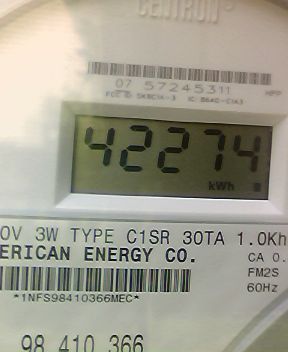 CENTRON®
07 57245311
HPP
42274
kWh
0V 3W TYPE C1SR 30TA 1.0Kh
ERICAN ENERGY CO.
CA 0.
FM2S
60Hz
*1NFS98410366MEC*
98 410 366